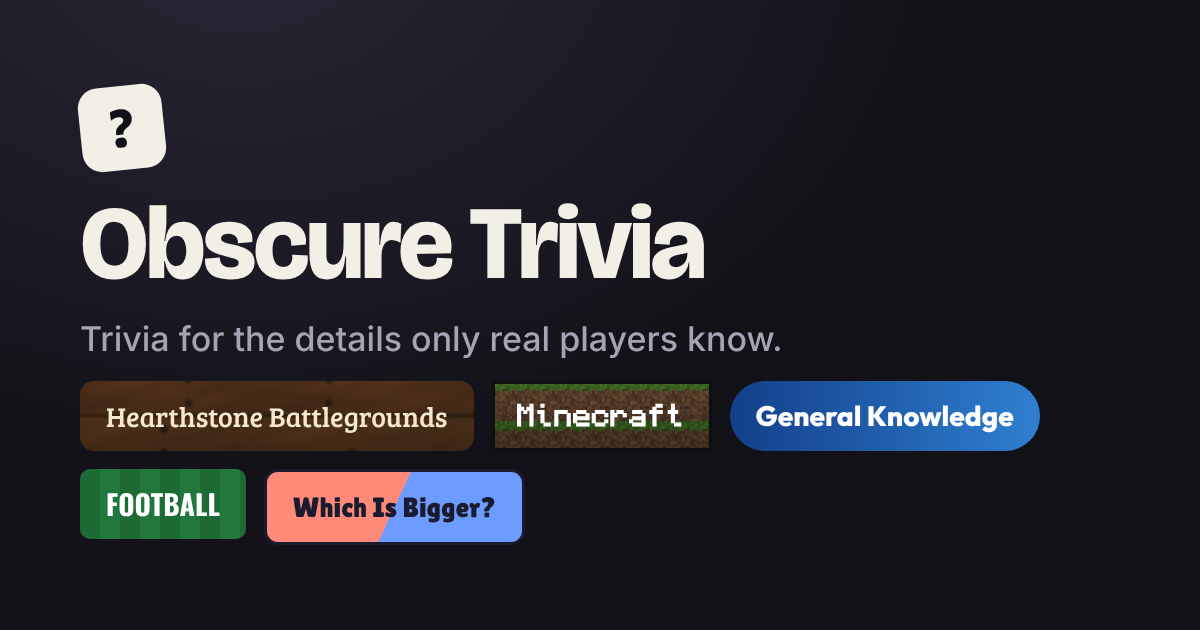 ?
Obscure Trivia
Trivia for the details only real players know.
Hearthstone Battlegrounds
Minecraft
General Knowledge
FOOTBALL
Which Is Bigger?